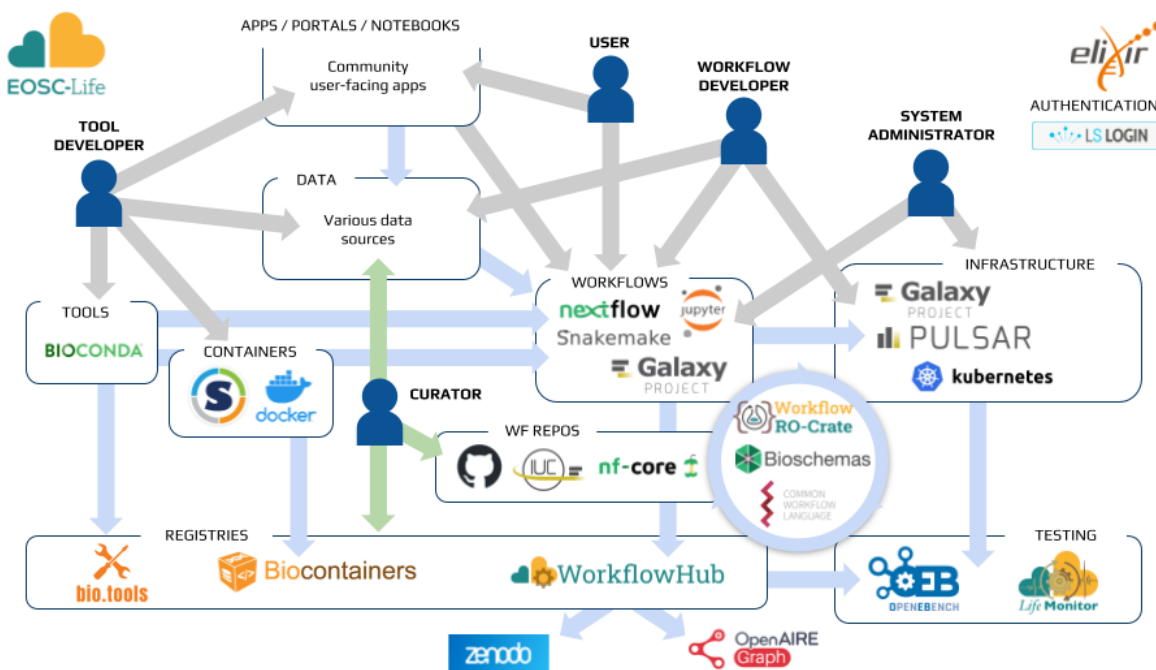 APPS / PORTALS / NOTEBOOKS
EOSC-Life
Community
user-facing apps
USER
WORKFLOW
DEVELOPER
elixir
AUTHENTICATION
LS LOGIN
TOOL
DEVELOPER
SYSTEM
ADMINISTRATOR
DATA
Various data
sources
WORKFLOWS
nextflow
jupyter
Snakemake
Galaxy
PROJECT
INFRASTRUCTURE
Galaxy
PROJECT
PULSAR
kubernetes
TOOLS
BIOCONDA
CONTAINERS
S
docker
CURATOR
WF REPOS
IUC
nf-core
Workflow
RO-Crate
Bioschemas
COMMON
WORKFLOW
LANGUAGE
REGISTRIES
bio.tools
Biocontainers
WorkflowHub
TESTING
EB
OPENEBENCH
Life Monitor
zenodo
OpenAIRE
Graph